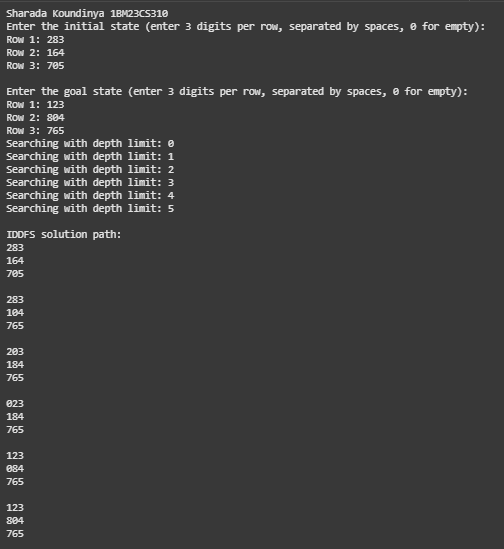 Sharada Koundinya 1BM23CS310
Enter the initial state (enter 3 digits per row, separated by spaces, 0 for empty):
Row 1: 283
Row 2: 164
Row 3: 705

Enter the goal state (enter 3 digits per row, separated by spaces, 0 for empty):
Row 1: 123
Row 2: 804
Row 3: 765
Searching with depth limit: 0
Searching with depth limit: 1
Searching with depth limit: 2
Searching with depth limit: 3
Searching with depth limit: 4
Searching with depth limit: 5

IDDFS solution path:
283
164
705

283
104
765

203
184
765

023
184
765

123
084
765

123
804
765